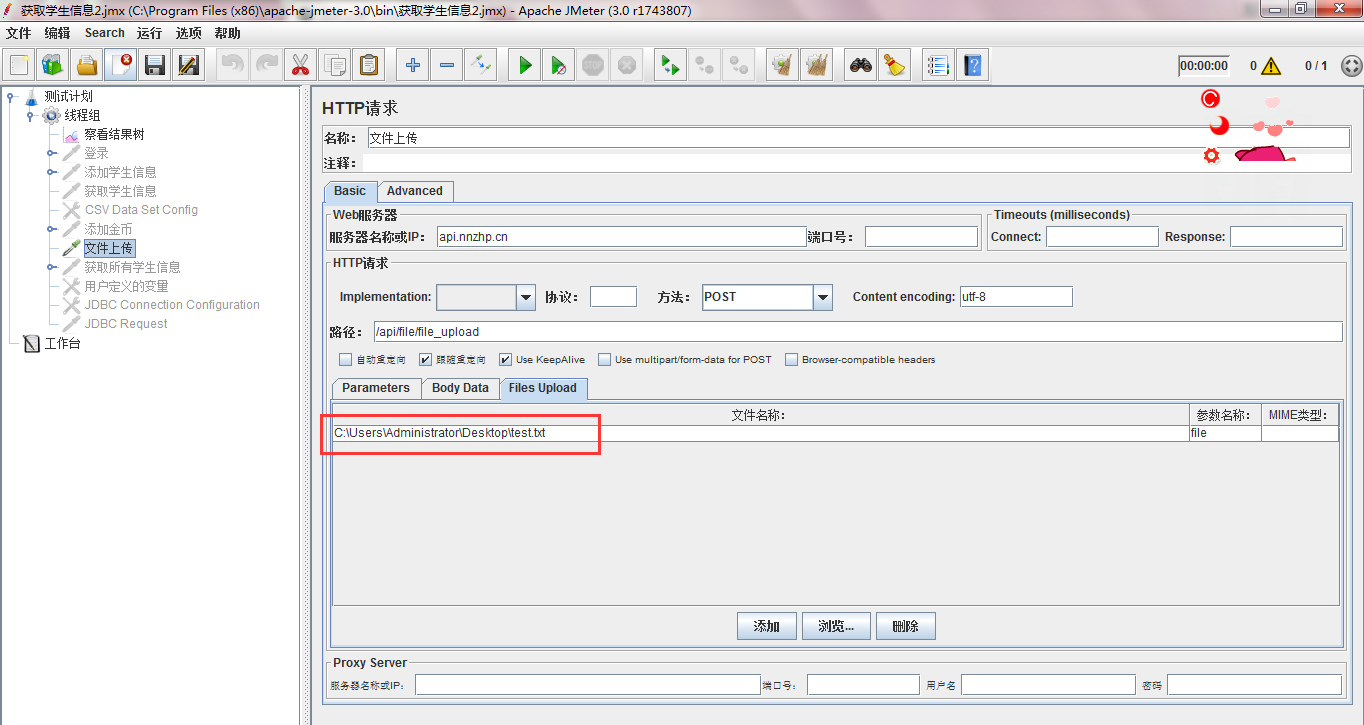 获取学生信息2.jmx (C:\Program Files (x86)\apache-jmeter-3.0\bin\获取学生信息2.jmx) - Apache JMeter (3.0 r1743807)
文件 编辑 Search 运行 选项 帮助
00:00:00 0 0 / 1
测试计划
线程组
察看结果树
登录
添加学生信息
获取学生信息
CSV Data Set Config
添加金币
文件上传
获取所有学生信息
用户定义的变量
JDBC Connection Configuration
JDBC Request
工作台
HTTP请求
名称: 文件上传
注释:
Basic Advanced
Web服务器
服务器名称或IP: api.nnzhp.cn 端口号:
Timeouts (milliseconds)
Connect: Response:
HTTP请求
Implementation: 协议: 方法: POST Content encoding: utf-8
路径: /api/file/file_upload
自动重定向 跟随重定向 Use KeepAlive Use multipart/form-data for POST Browser-compatible headers
Parameters Body Data Files Upload
文件名称: 参数名称: MIME类型:
C:\Users\Administrator\Desktop\test.txt file
添加 浏览... 删除
Proxy Server
服务器名称或IP: 端口号: 用户名 密码